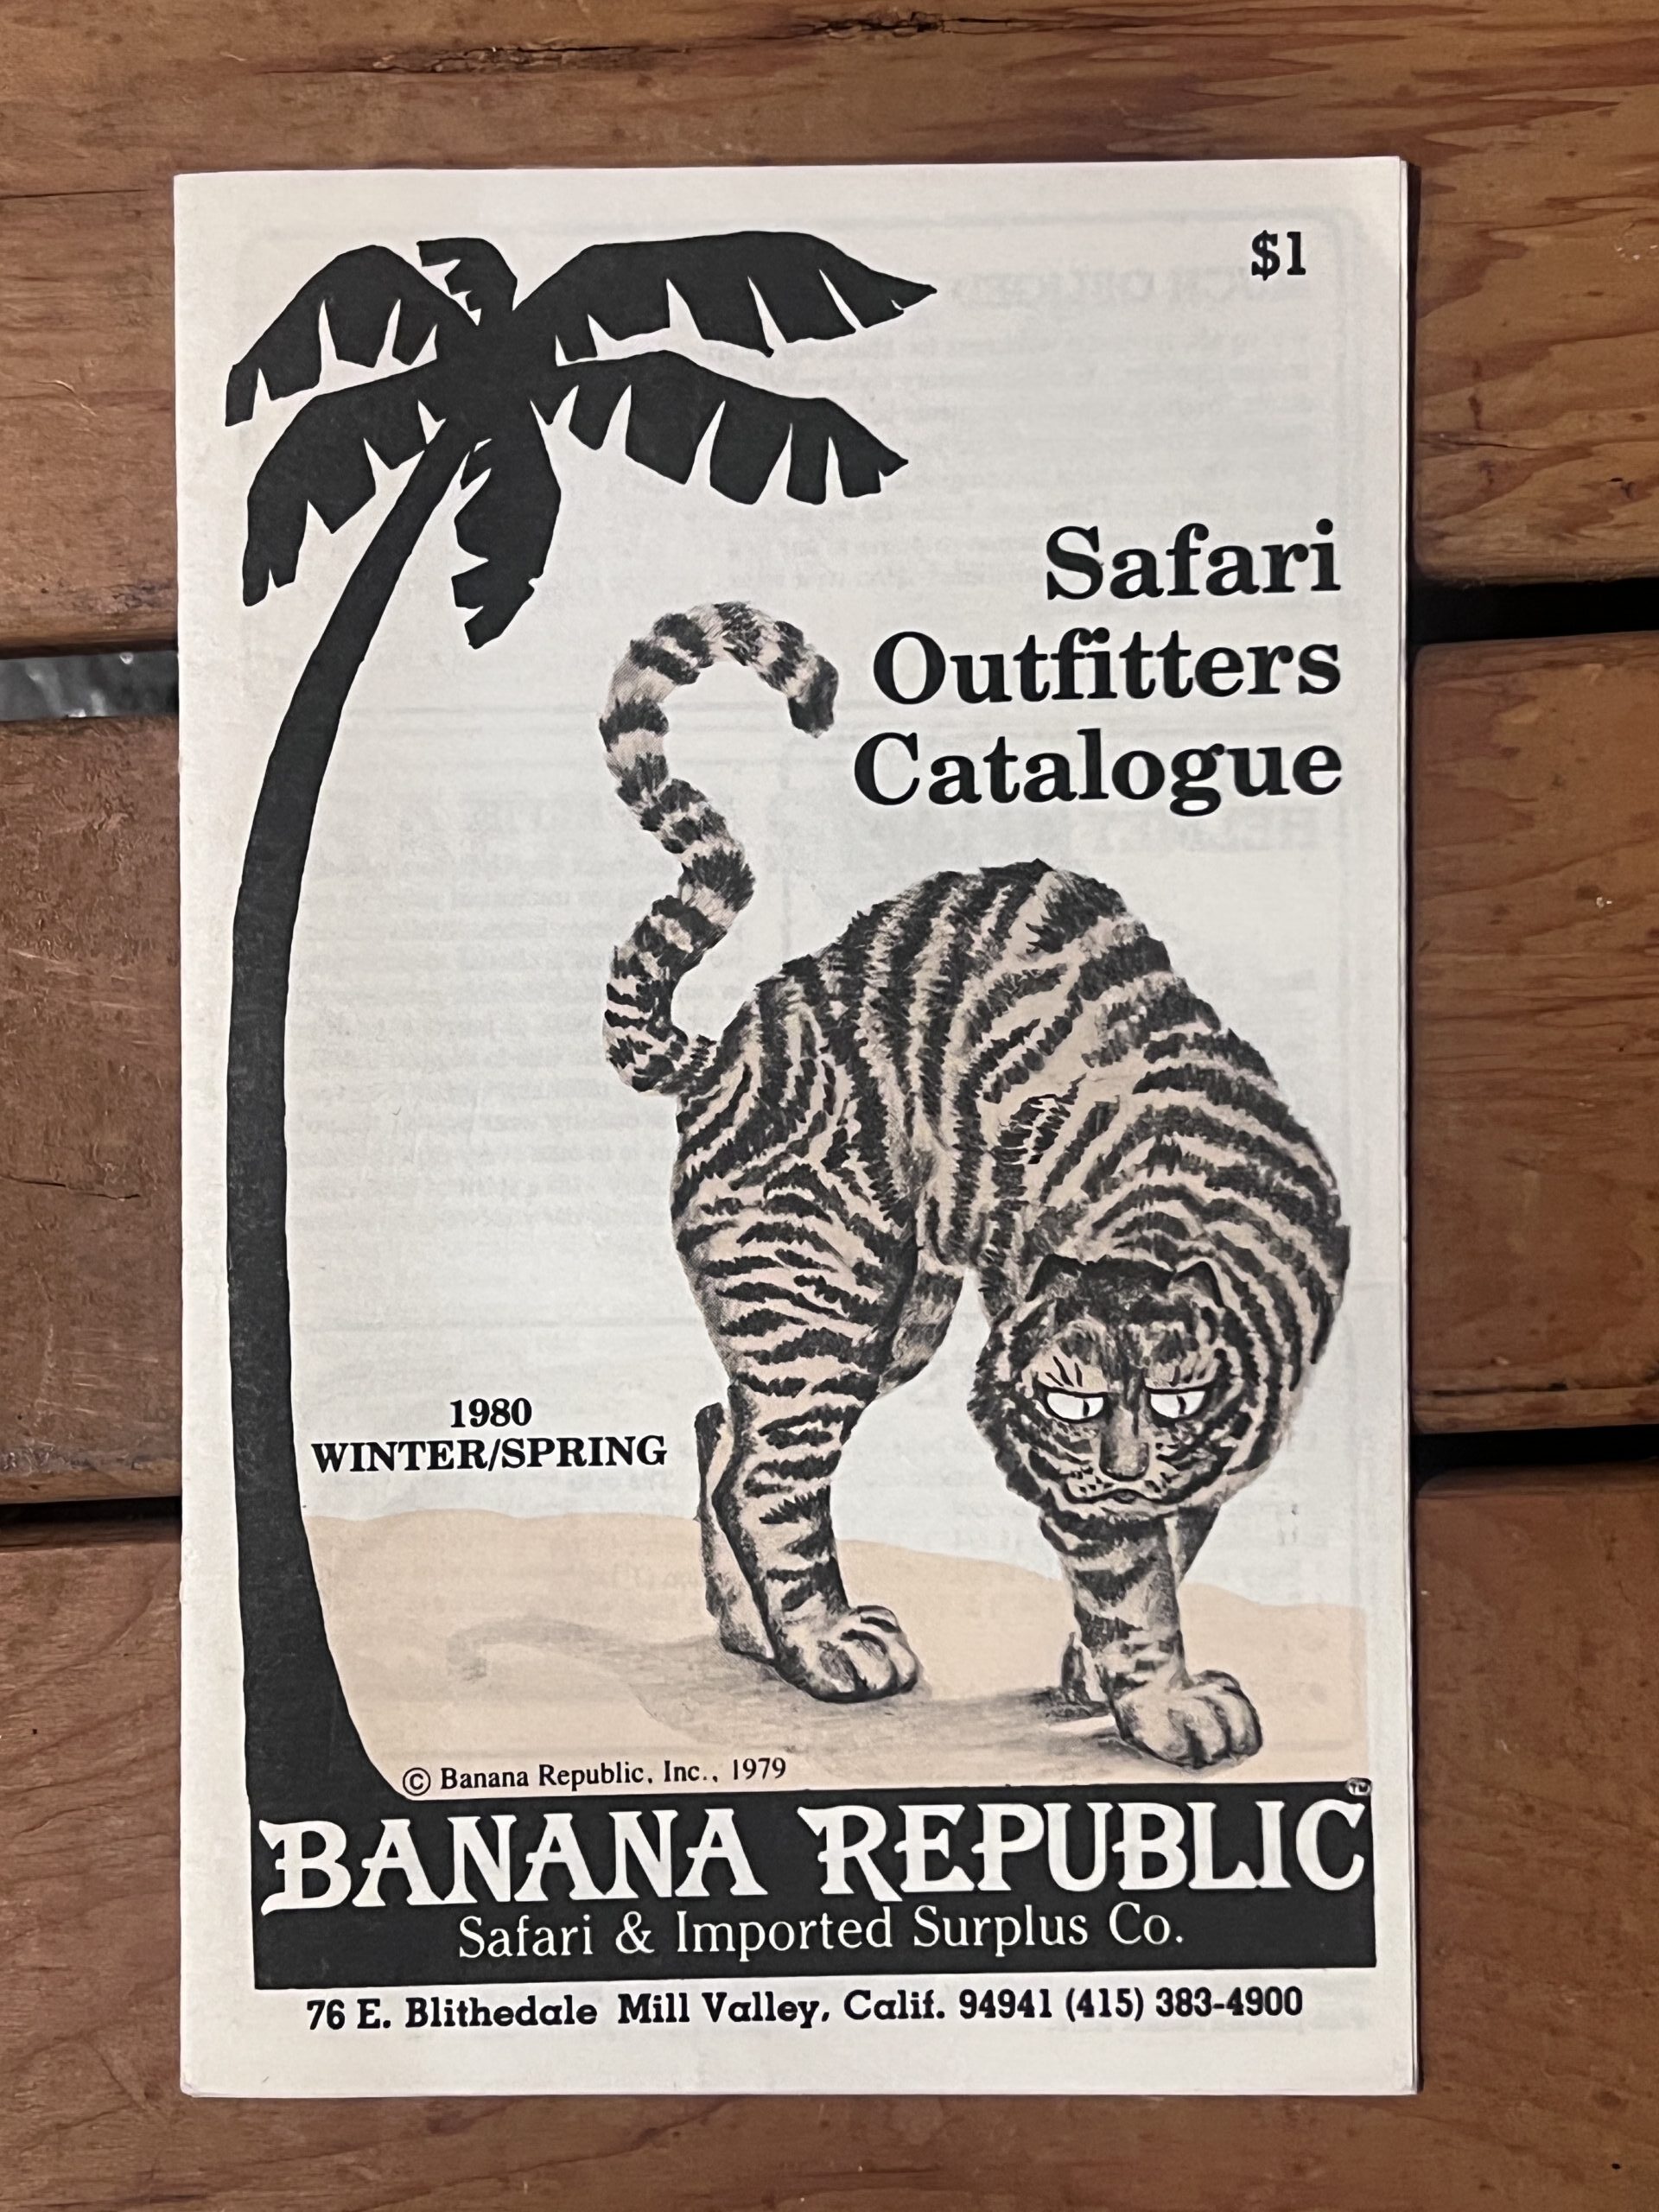 $1
Safari
Outfitters
Catalogue
1980
WINTER/SPRING
© Banana Republic, Inc., 1979
BANANA REPUBLIC™
Safari & Imported Surplus Co.
76 E. Blithedale Mill Valley, Calif. 94941 (415) 383-4900